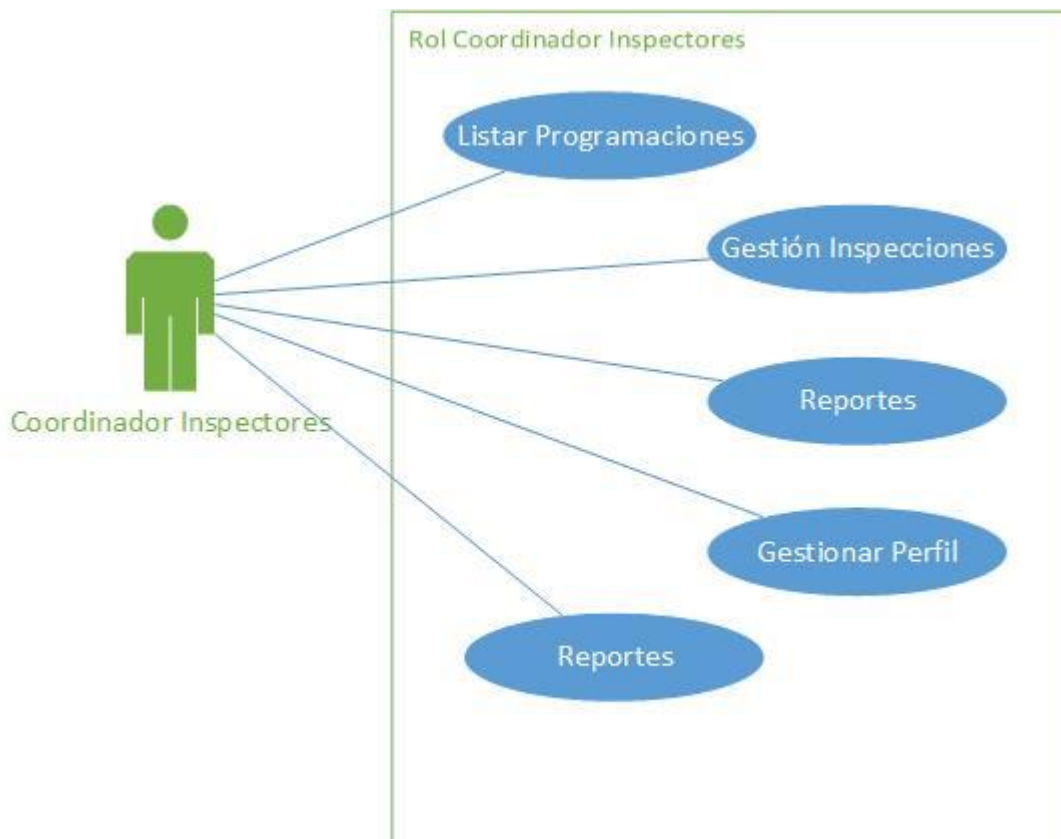 Rol Coordinador Inspectores
Listar Programaciones
Gestión Inspecciones
Reportes
Coordinador Inspectores
Gestionar Perfil
Reportes